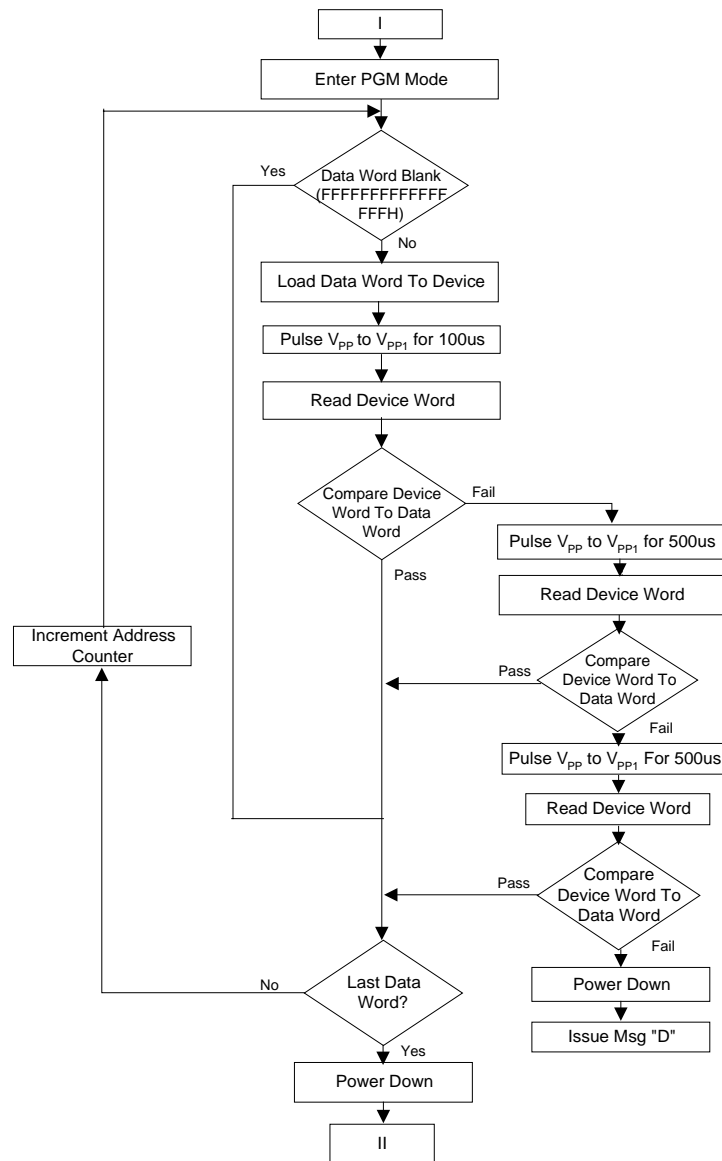 I
Enter PGM Mode
Yes
Data Word Blank
(FFFFFFFFFFFFF
FFFH)
No
Load Data Word To Device
Pulse VPP to VPP1 for 100us
Read Device Word
Compare Device
Word To Data
Word
Fail
Pass
Pulse VPP to VPP1 for 500us
Read Device Word
Increment Address
Counter
Compare
Device Word To
Data Word
Pass
Fail
Pulse VPP to VPP1 For 500us
Read Device Word
Compare
Device Word To
Data Word
Pass
Fail
No
Last Data
Word?
Yes
Power Down
Issue Msg "D"
Power Down
II